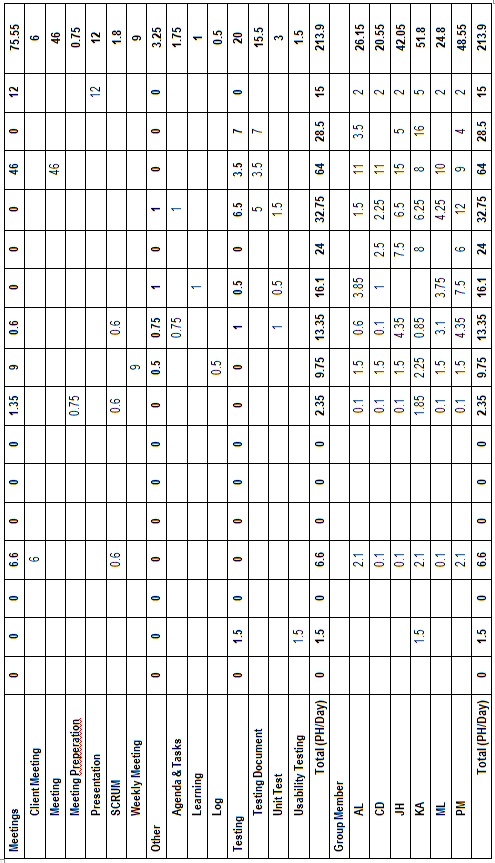 Meetings 0 0 0 6.6 0 0 0 1.35 9 0.6 0 0 0 46 0 12 75.55
Client Meeting 6 6
Meeting 46 46
Meeting Preperation 0.75 0.75
Presentation 12 12
SCRUM 0.6 0.6 0.6 1.8
Weekly Meeting 9 9
Other 0 0 0 0 0 0 0 0 0.5 0.75 1 0 1 0 0 0 3.25
Agenda & Tasks 0.75 1 1.75
Learning 1 1
Log 0.5 0.5
Testing 0 1.5 0 0 0 0 0 0 0 1 0.5 0 6.5 3.5 7 0 20
Testing Document 5 3.5 7 15.5
Unit Test 1 0.5 1.5 3
Usability Testing 1.5 1.5
Total (PH/Day) 0 1.5 0 6.6 0 0 0 2.35 9.75 13.35 16.1 24 32.75 64 28.5 15 213.9
Group Member
AL 2.1 0.1 1.5 0.6 3.85 1.5 11 3.5 2 26.15
CD 0.1 0.1 1.5 0.1 1 2.5 2.25 11 2 20.55
JH 0.1 0.1 1.5 4.35 7.5 6.5 15 5 2 42.05
KA 1.5 2.1 1.85 2.25 0.85 8 6.25 8 16 5 51.8
ML 0.1 0.1 1.5 3.1 3.75 4.25 10 2 24.8
PM 2.1 0.1 1.5 4.35 7.5 6 12 9 4 2 48.55
Total (PH/Day) 0 1.5 0 6.6 0 0 0 2.35 9.75 13.35 16.1 24 32.75 64 28.5 15 213.9